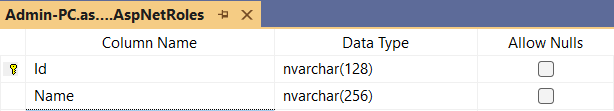 Admin-PC.as....AspNetRoles
Column Name Data Type Allow Nulls
Id nvarchar(128)
Name nvarchar(256)